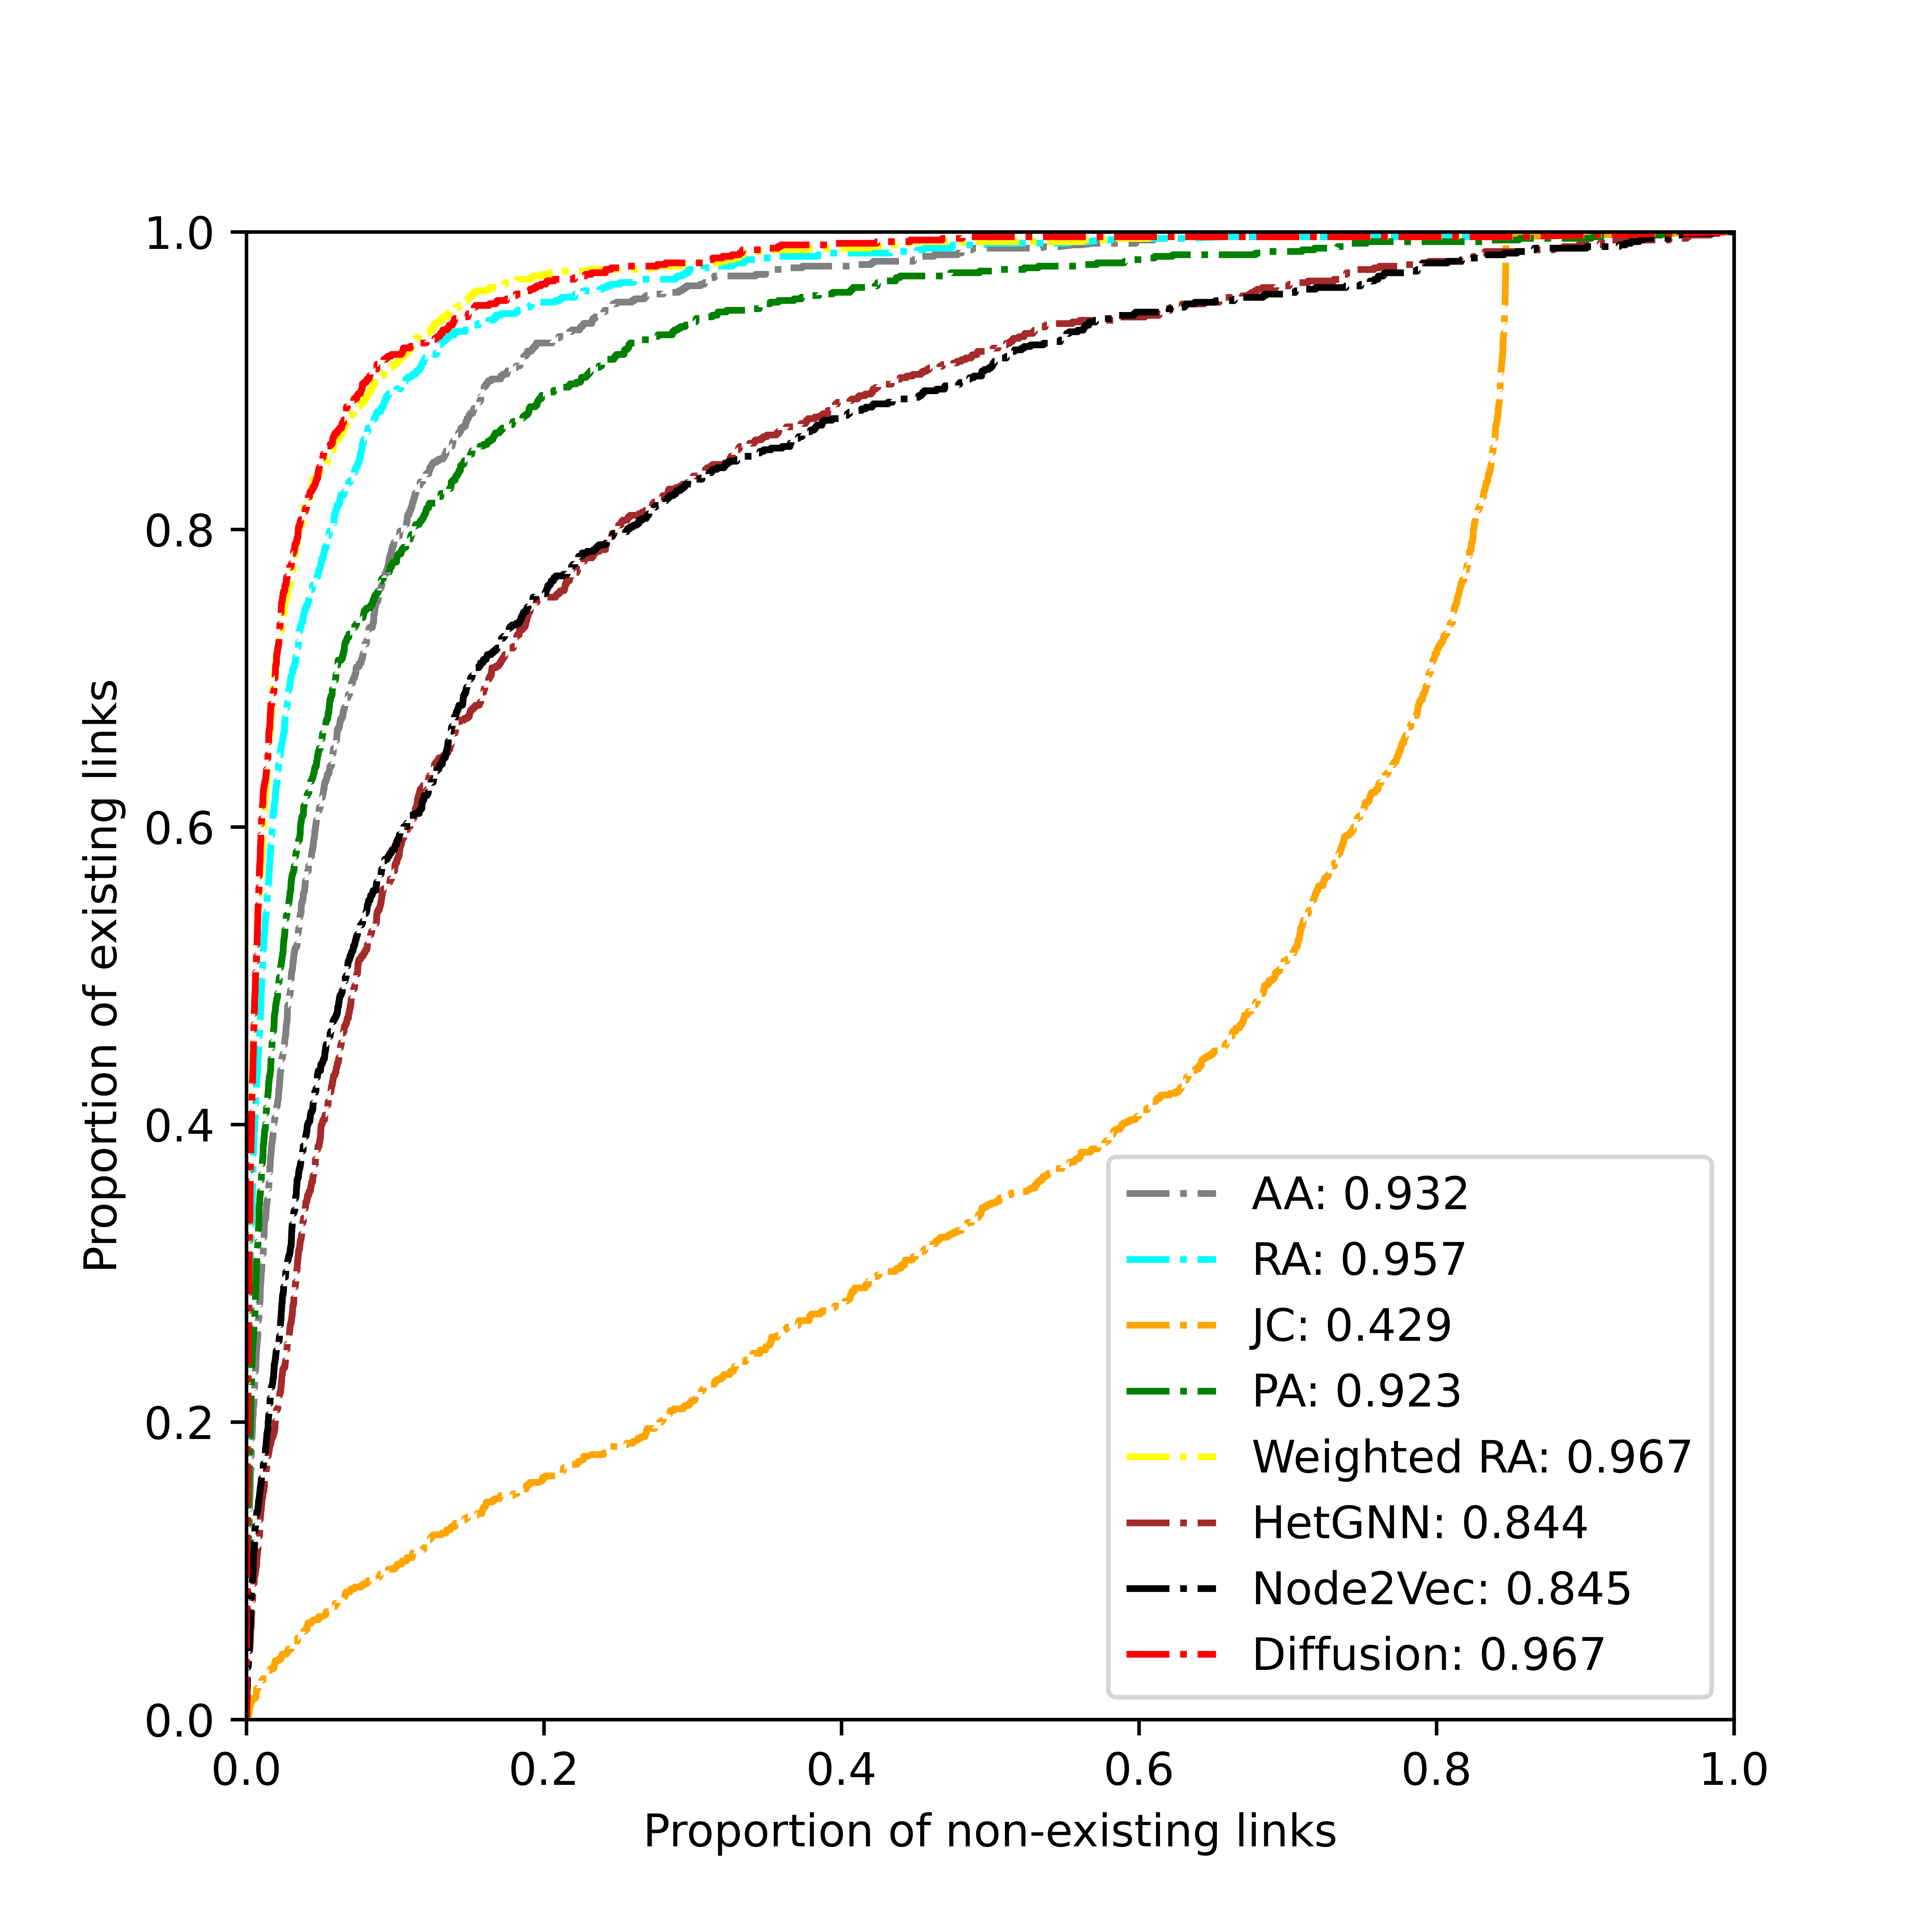 1.0
0.8
0.6
0.4
0.2
0.0
Proportion of existing links
AA: 0.932
RA: 0.957
JC: 0.429
PA: 0.923
Weighted RA: 0.967
HetGNN: 0.844
Node2Vec: 0.845
Diffusion: 0.967
0.0 0.2 0.4 0.6 0.8 1.0
Proportion of non-existing links